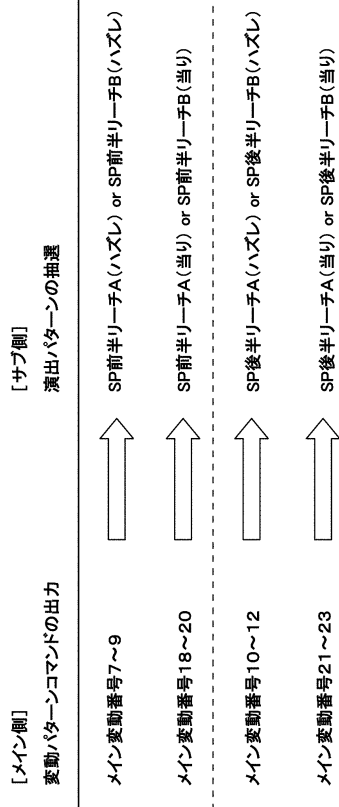 [メイン側] [サブ側]
変動パターンコマンドの出力 演出パターンの抽選
メイン変動番号7～9 SP前半リーチA(ハズレ) or SP前半リーチB(ハズレ)
メイン変動番号18～20 SP前半リーチA(当り) or SP前半リーチB(当り)
メイン変動番号10～12 SP後半リーチA(ハズレ) or SP後半リーチB(ハズレ)
メイン変動番号21～23 SP後半リーチA(当り) or SP後半リーチB(当り)